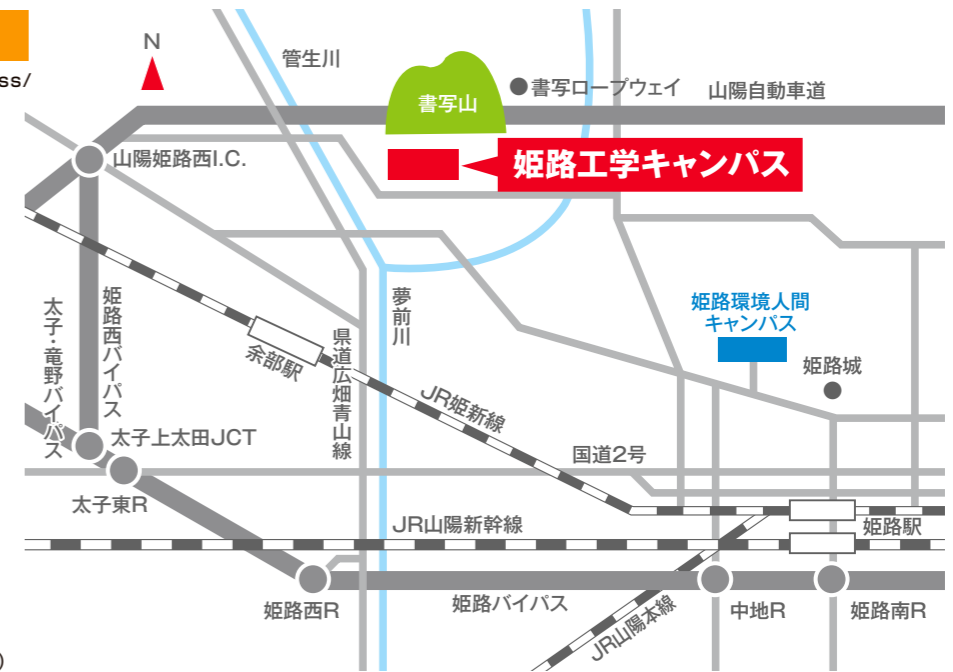 ss/
N
管生川
書写山
書写ロープウェイ
山陽自動車道
山陽姫路西I.C.
姫路工学キャンパス
姫路環境人間
キャンパス
姫路城
太子・竜野バイパス
姫路西バイパス
余部駅
県道広畑青山線
夢前川
JR姫新線
太子上太田JCT
国道2号
太子東R
JR山陽新幹線
姫路駅
姫路西R
姫路バイパス
JR山陽本線
中地R
姫路南R
)